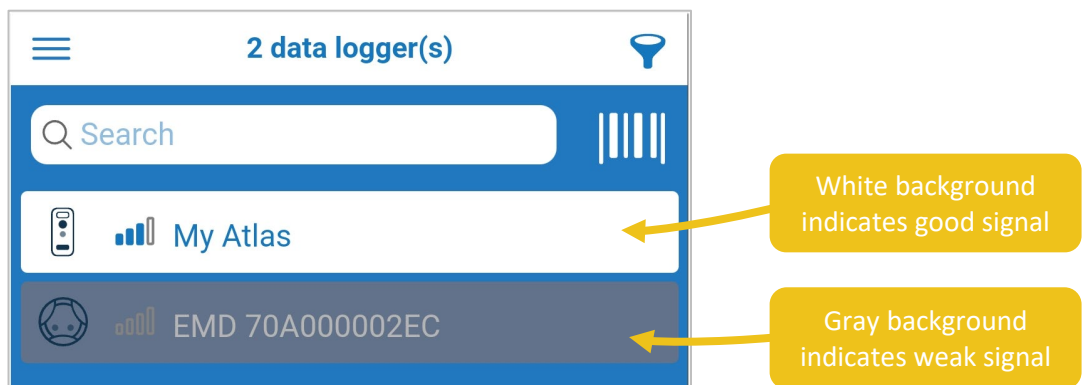 2 data logger(s)
Search
My Atlas
EMD 70A000002EC
White background
indicates good signal
Gray background
indicates weak signal